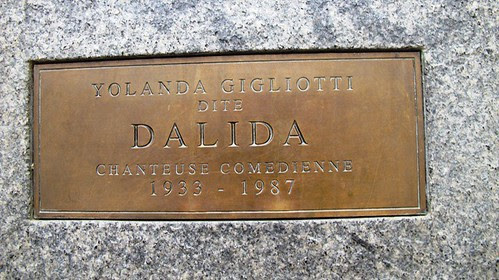 YOLANDA GIGLIOTTI
DITE
DALIDA
CHANTEUSE COMEDIENNE
1933 - 1987